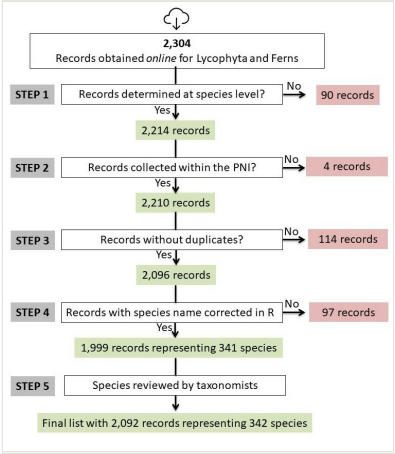 2,304
Records obtained online for Lycophyta and Ferns
STEP 1
Records determined at species level?
No
90 records
Yes
2,214 records
STEP 2
Records collected within the PNI?
No
4 records
Yes
2,210 records
STEP 3
Records without duplicates?
No
114 records
Yes
2,096 records
STEP 4
Records with species name corrected in R
No
97 records
Yes
1,999 records representing 341 species
STEP 5
Species reviewed by taxonomists
Final list with 2,092 records representing 342 species